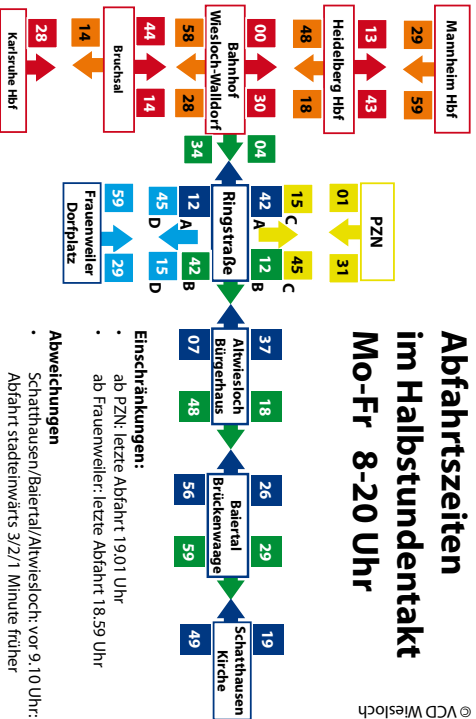 Abfahrtszeiten
im Halbstundentakt
Mo-Fr 8-20 Uhr
Mannheim Hbf
29 59
13 43
Heidelberg Hbf
48 18
00 30
Bahnhof
Wiesloch-Walldorf
58 28
44 14
Bruchsal
14
28
Karlsruhe Hbf
04
34
PZN
01 31
15 C 45 C
42 A 12 B
Ringstraße
12 A 42 B
45 D 15 D
59 29
Frauenweiler
Dorfplatz
37 18
Altwiesloch
Bürgerhaus
07 48
26 29
Baiertal
Brückenwaage
56 59
19
Schatthausen
Kirche
49
Einschränkungen:
• ab PZN: letzte Abfahrt 19.01 Uhr
• ab Frauenweiler: letzte Abfahrt 18.59 Uhr
Abweichungen
• Schatthausen/Baiertal/Altwiesloch: vor 9.10 Uhr:
Abfahrt stadteinwärts 3/2/1 Minute früher
© VCD Wiesloch